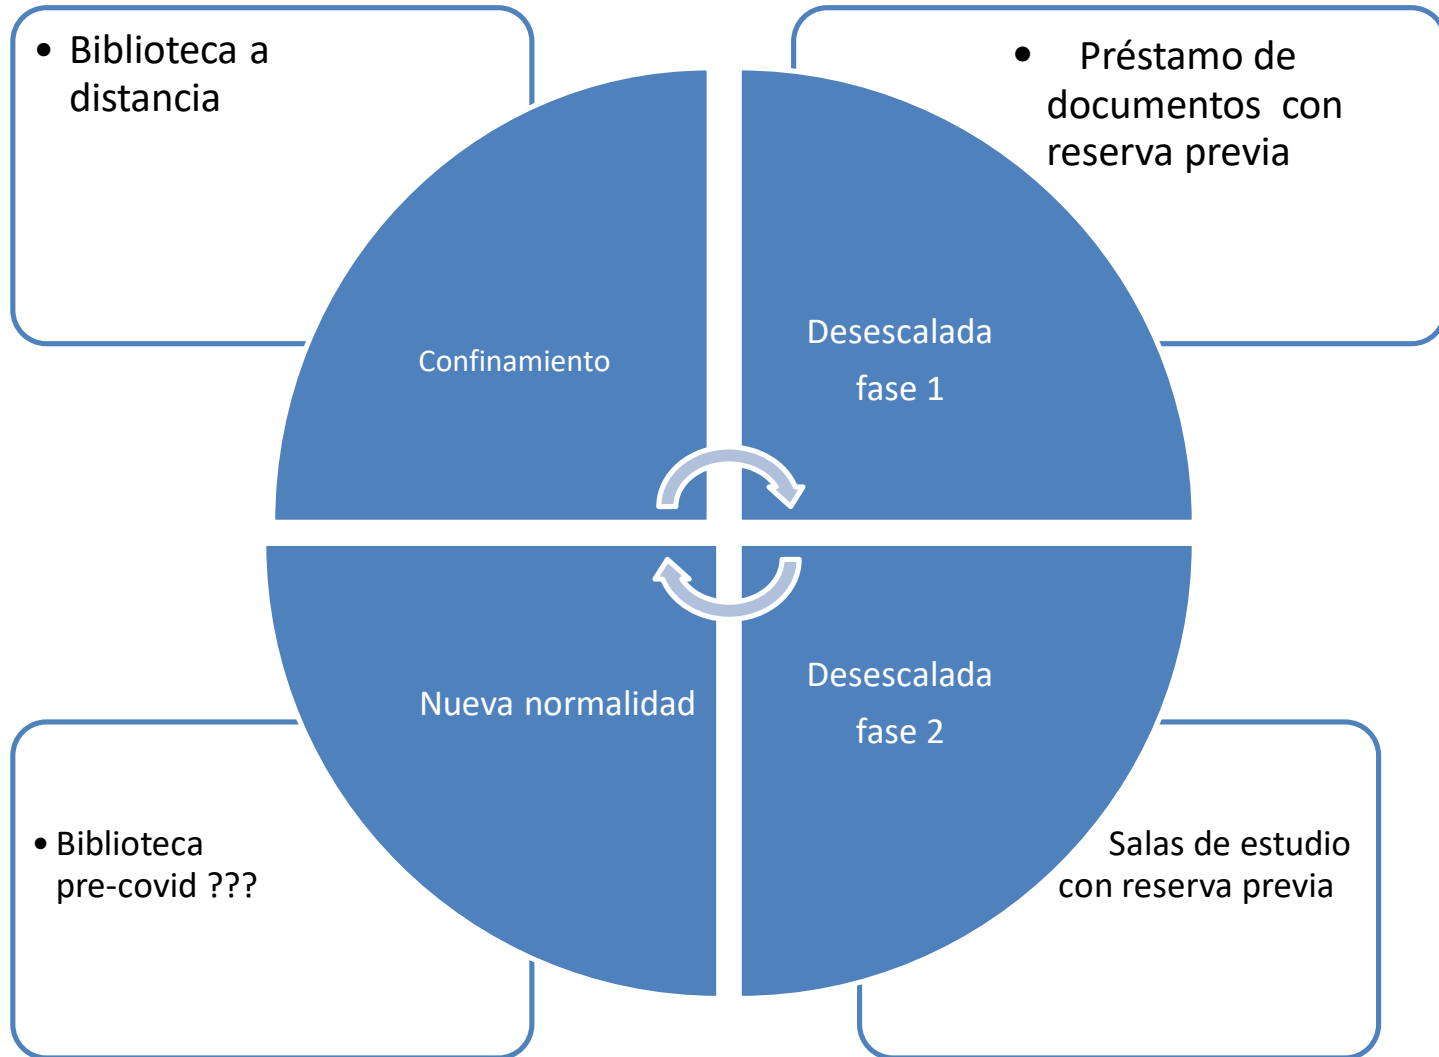 • Biblioteca a
distancia
• Préstamo de
documentos con
reserva previa
Confinamiento
Desescalada
fase 1
Nueva normalidad
Desescalada
fase 2
• Biblioteca
pre-covid ???
Salas de estudio
con reserva previa